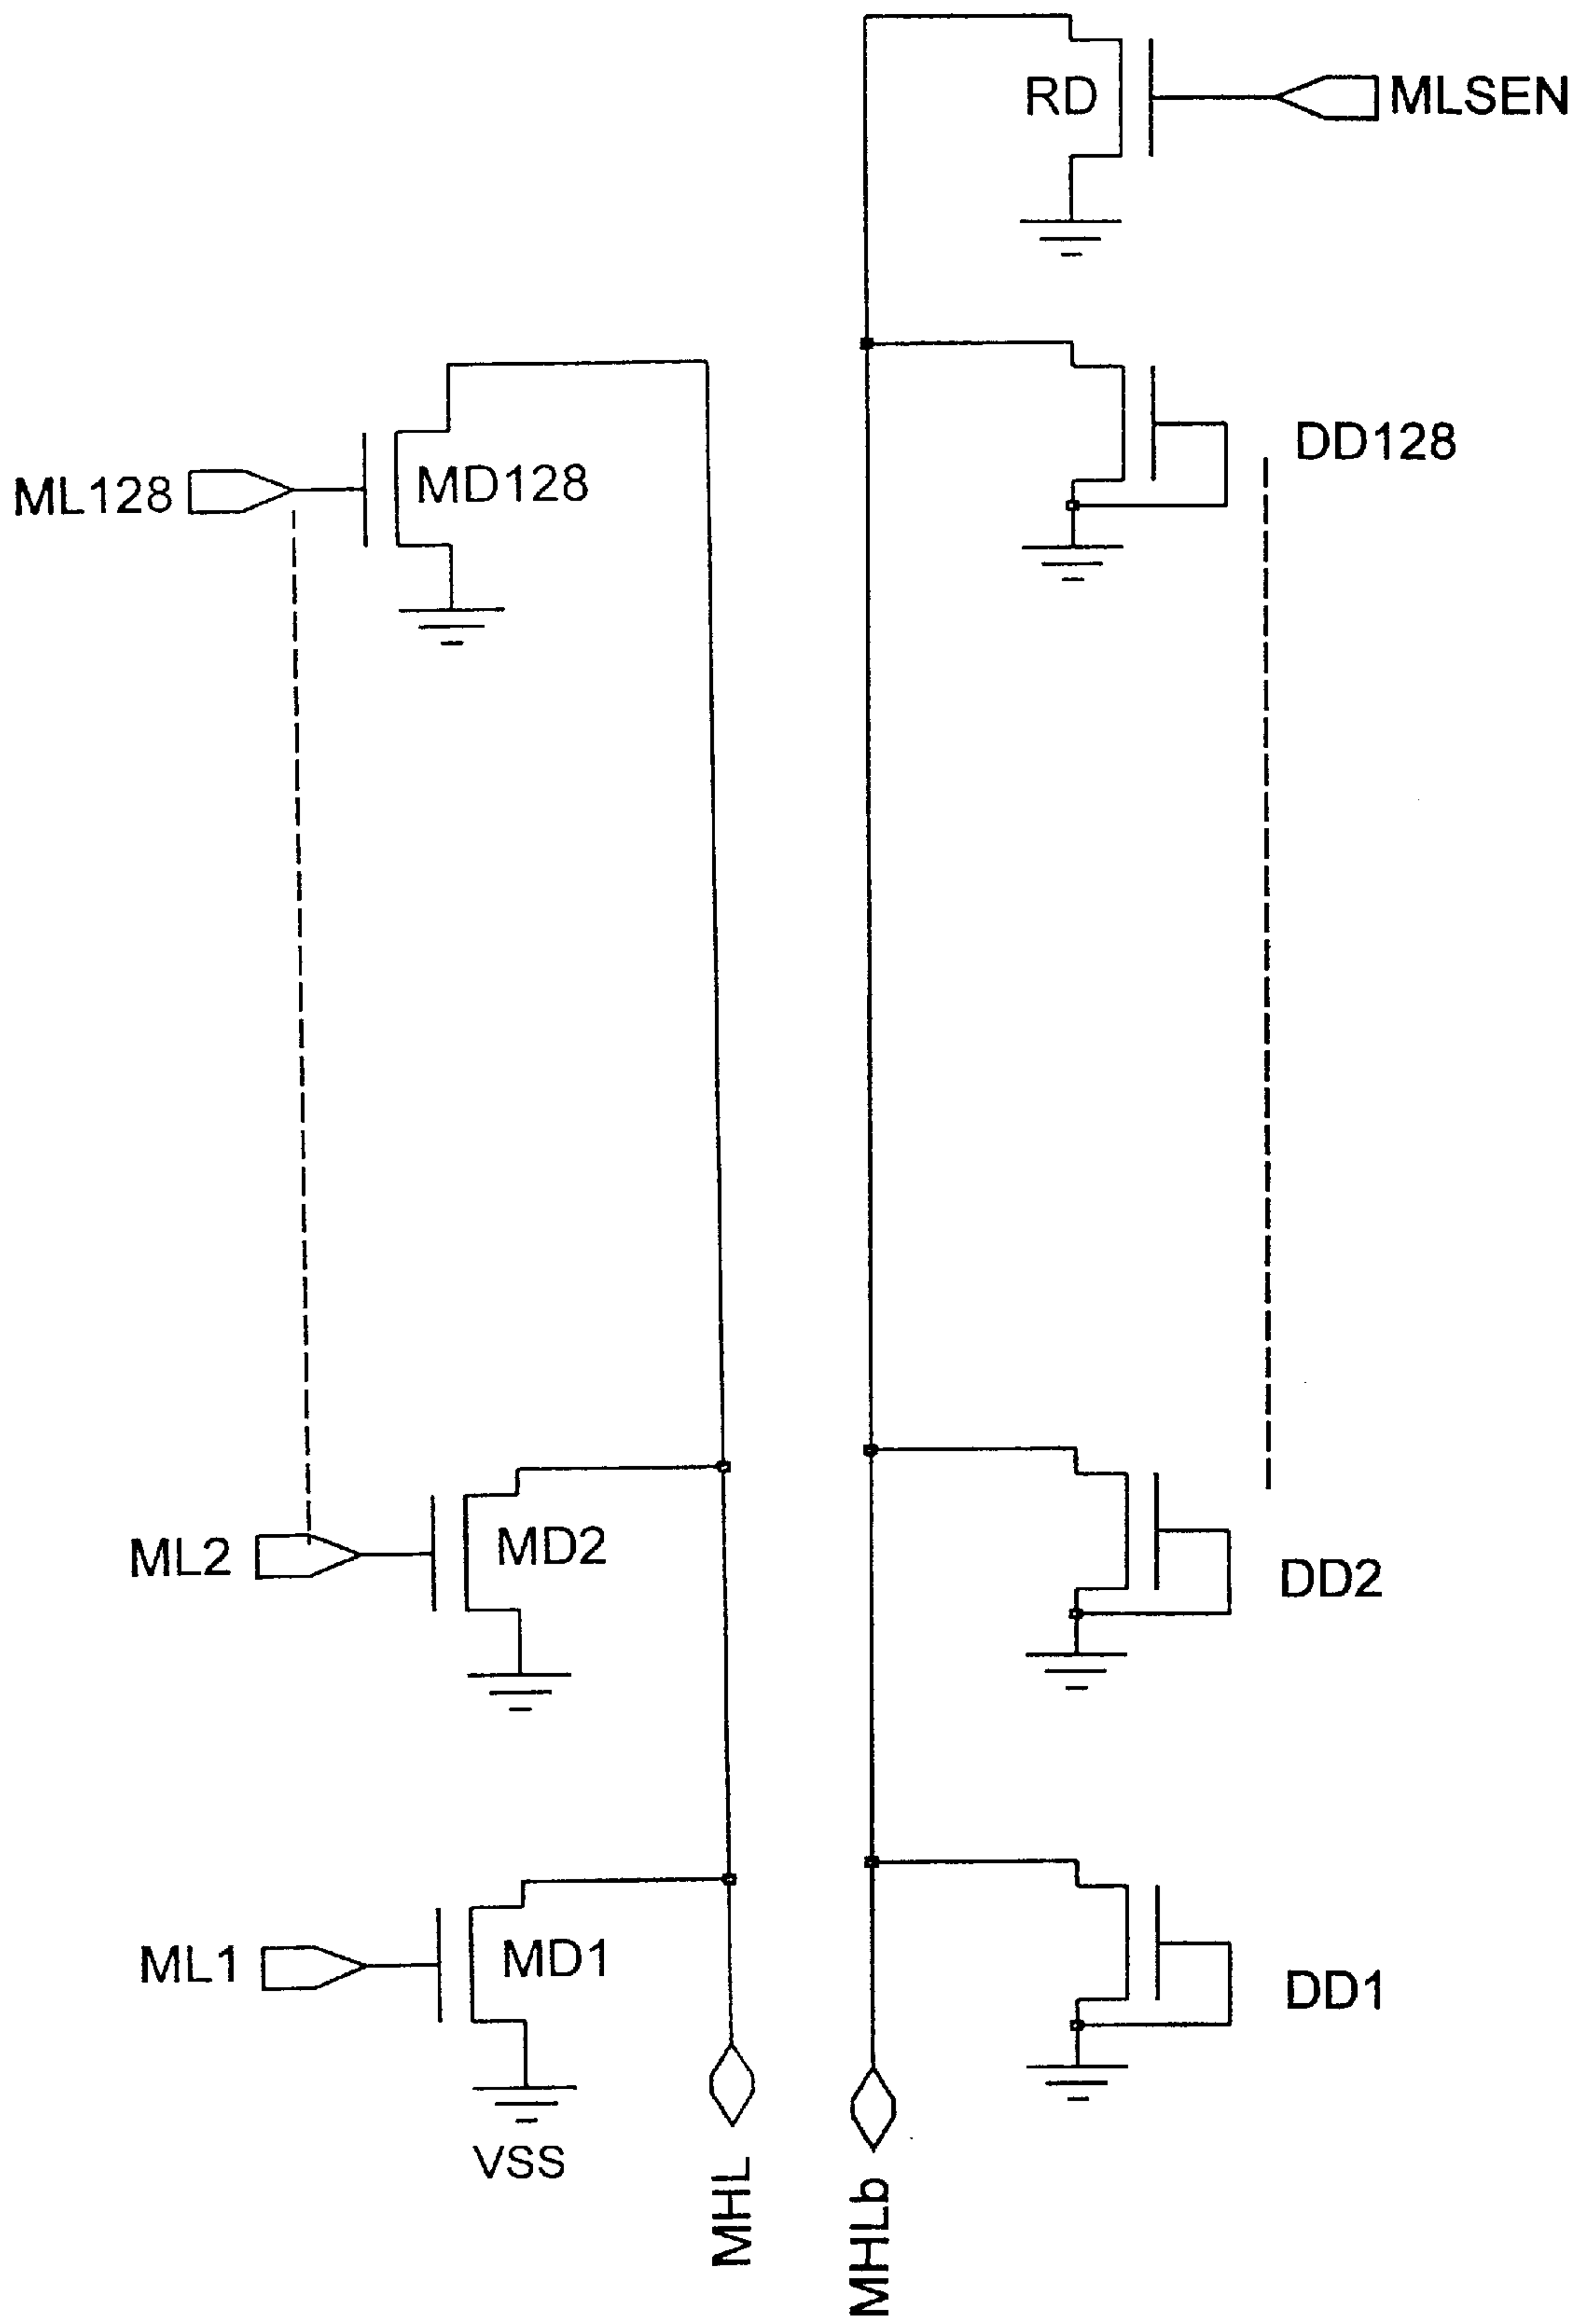 RD
MLSEN
ML128
MD128
DD128
ML2
MD2
DD2
ML1
MD1
DD1
VSS
MHL
MHLb